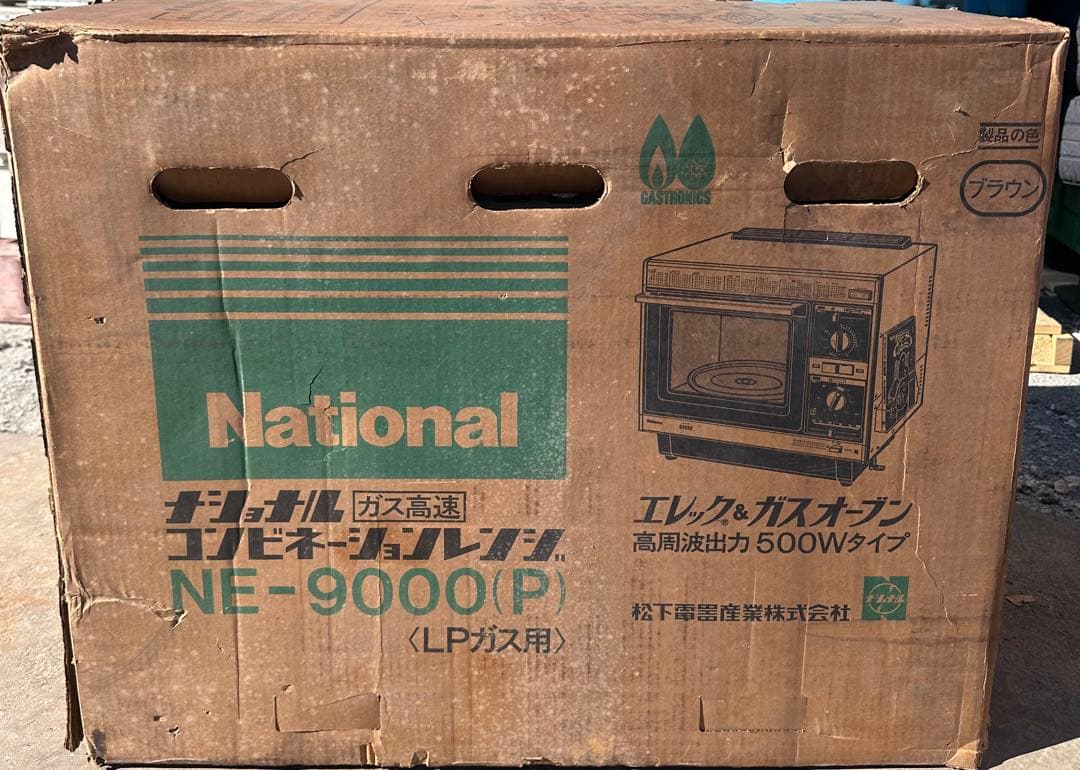 National
ナショナル ガス高速
コンビネーションレンジ
NE-9000(P)
〈LPガス用〉
GASTRONICS
製品の色
ブラウン
エレック®&ガスオーブン
高周波出力500Wタイプ
松下電器産業株式会社
ナショナル